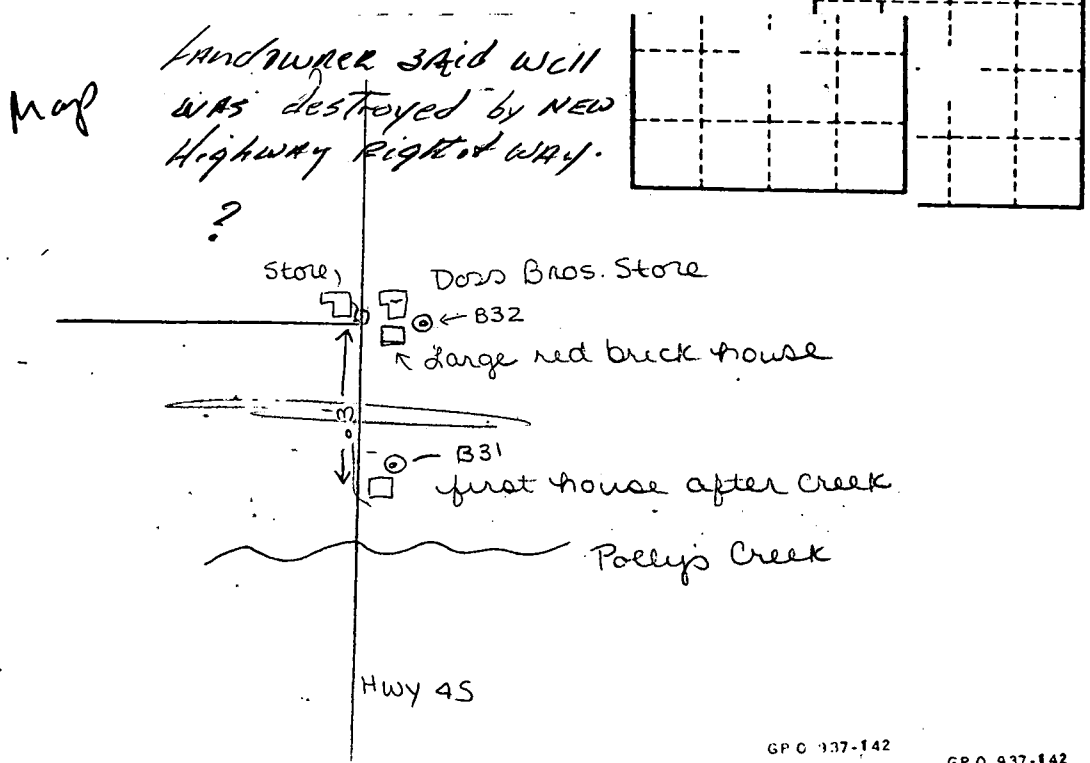 Map
Landowner said well
was destroyed by NEW
Highway Right of WAY.
?
Store,
Doss Bros. Store
B32
Large red brick house
.3
B31
first house after creek
Polly's Creek
HWY 45
GPO 937-142
GPO 937-142